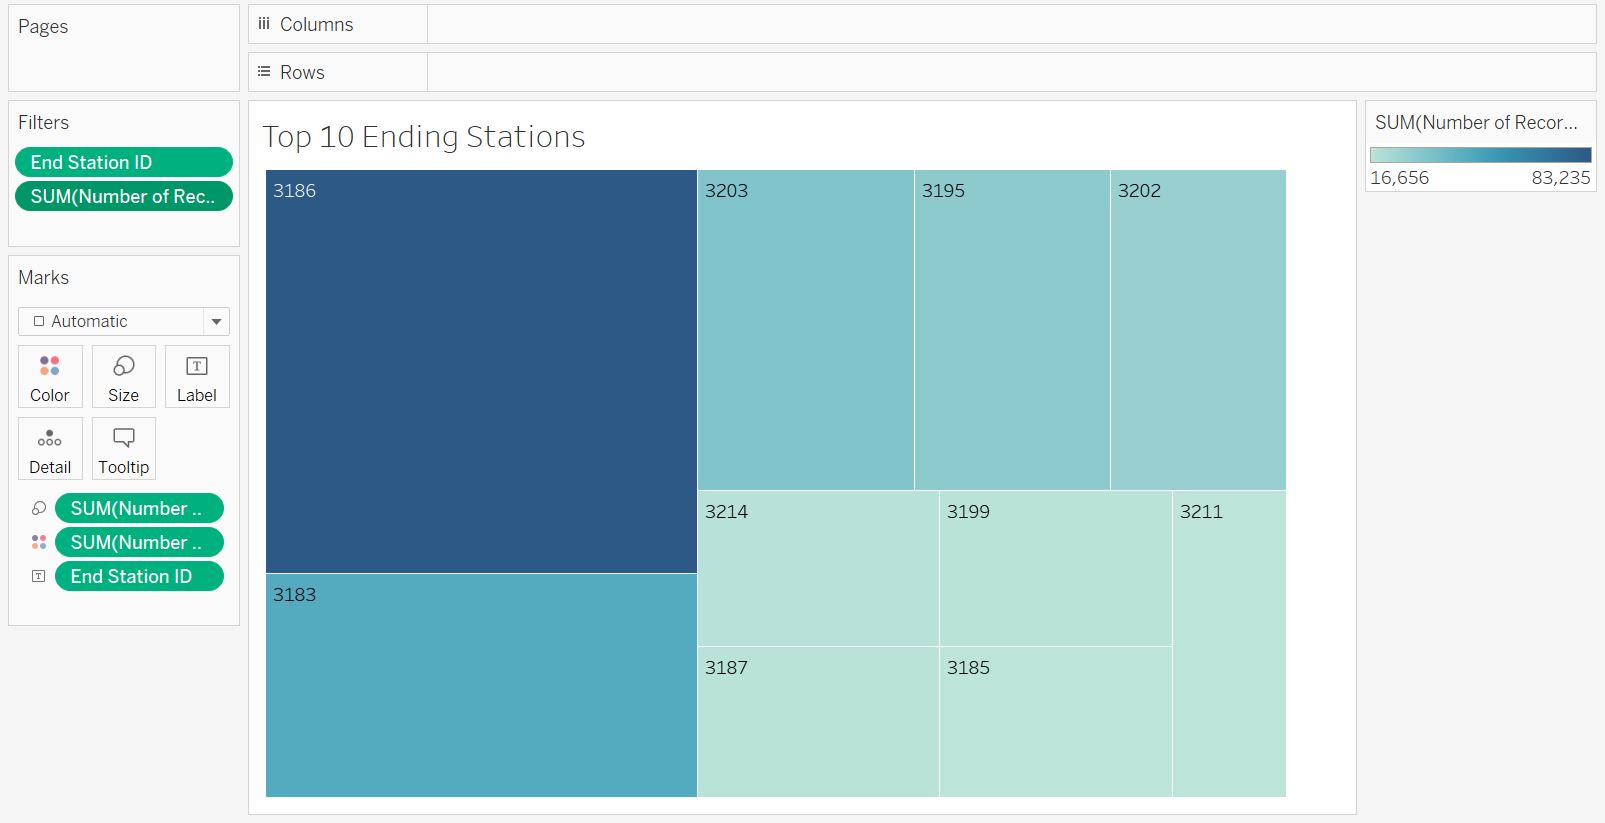 Pages
Columns
Rows
Filters
End Station ID
SUM(Number of Rec..
Marks
Automatic
Color
Size
Label
Detail
Tooltip
SUM(Number ..
SUM(Number ..
End Station ID
Top 10 Ending Stations
3186
3203
3195
3202
3214
3199
3211
3183
3187
3185
SUM(Number of Recor...
16,656
83,235